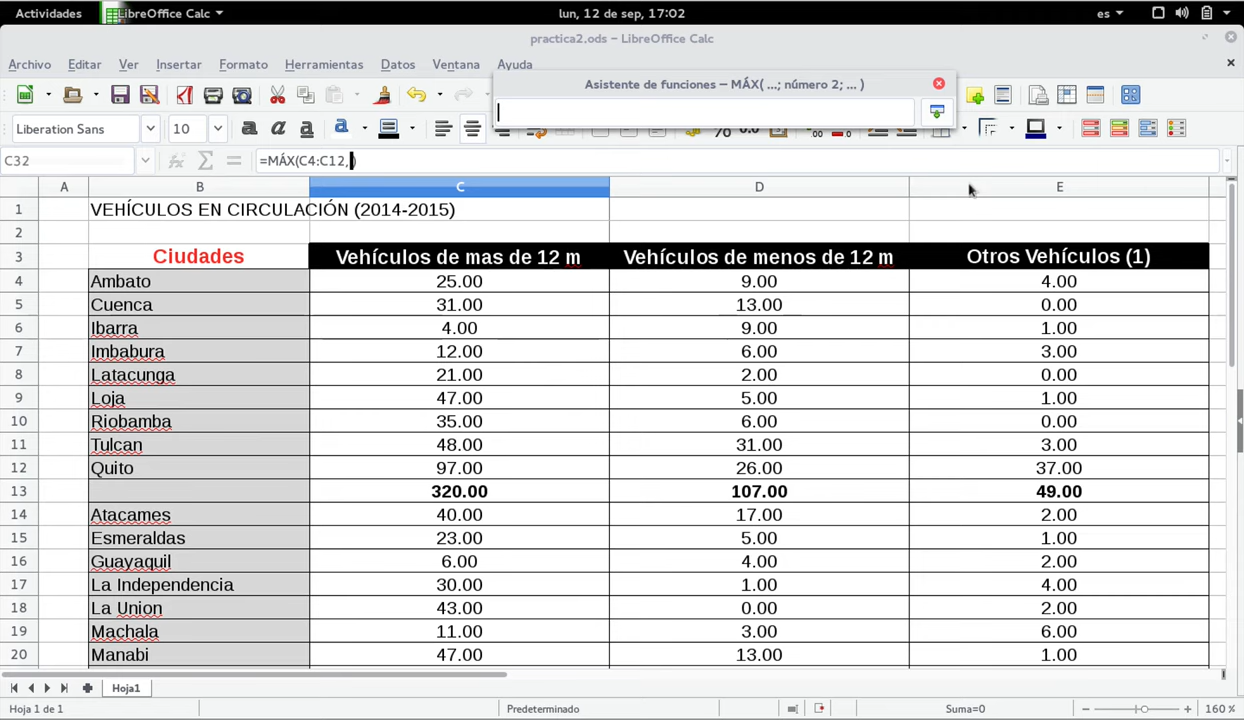 Actividades LibreOffice Calc lun, 12 de sep, 17:02 es
practica2.ods – LibreOffice Calc
Archivo Editar Ver Insertar Formato Herramientas Datos Ventana Ayuda
Asistente de funciones – MÁX( ...; número 2; ... )
Liberation Sans 10 a a a a
C32 =MÁX(C4:C12,)
A B C D E
1 VEHÍCULOS EN CIRCULACIÓN (2014-2015)
2
3 Ciudades Vehículos de mas de 12 m Vehículos de menos de 12 m Otros Vehículos (1)
4 Ambato 25.00 9.00 4.00
5 Cuenca 31.00 13.00 0.00
6 Ibarra 4.00 9.00 1.00
7 Imbabura 12.00 6.00 3.00
8 Latacunga 21.00 2.00 0.00
9 Loja 47.00 5.00 1.00
10 Riobamba 35.00 6.00 0.00
11 Tulcan 48.00 31.00 3.00
12 Quito 97.00 26.00 37.00
13 320.00 107.00 49.00
14 Atacames 40.00 17.00 2.00
15 Esmeraldas 23.00 5.00 1.00
16 Guayaquil 6.00 4.00 2.00
17 La Independencia 30.00 1.00 4.00
18 La Union 43.00 0.00 2.00
19 Machala 11.00 3.00 6.00
20 Manabi 47.00 13.00 1.00
Hoja1
Hoja 1 de 1 Predeterminado Suma=0 160 %